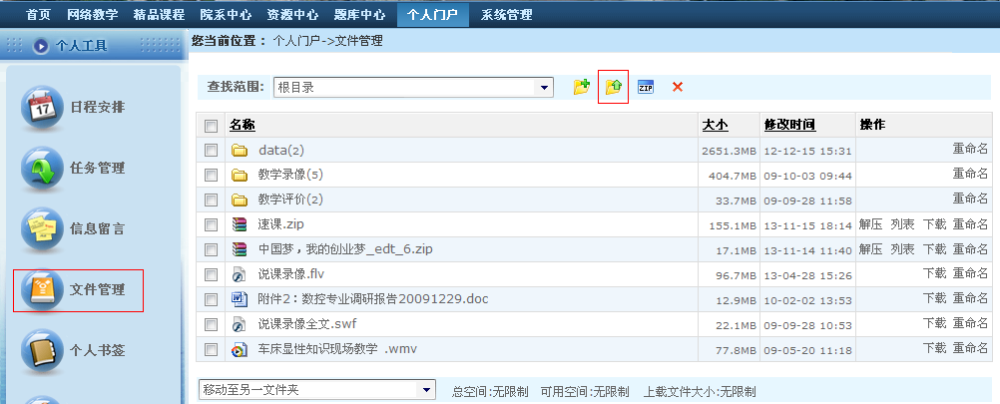 首页 网络教学 精品课程 院系中心 资源中心 题库中心 个人门户 系统管理
个人工具
您当前位置： 个人门户->文件管理
17 日程安排
任务管理
信息留言
文件管理
个人书签
查找范围: 根目录 ZIP
名称 大小 修改时间 操作
data(2) 2651.3MB 12-12-15 15:31 重命名
教学录像(5) 404.7MB 09-10-03 09:44 重命名
教学评价(2) 33.7MB 09-09-28 11:58 重命名
速课.zip 155.1MB 13-11-15 18:14 解压 列表 下载 重命名
中国梦，我的创业梦_edt_6.zip 17.1MB 13-11-14 11:40 解压 列表 下载 重命名
说课录像.flv 96.7MB 13-04-28 15:26 下载 重命名
附件2：数控专业调研报告20091229.doc 12.9MB 10-02-02 13:53 下载 重命名
说课录像全文.swf 22.1MB 09-09-28 10:53 下载 重命名
车床显性知识现场教学 .wmv 77.8MB 09-05-20 11:18 下载 重命名
移动至另一文件夹 总空间:无限制 可用空间:无限制 上载文件大小:无限制